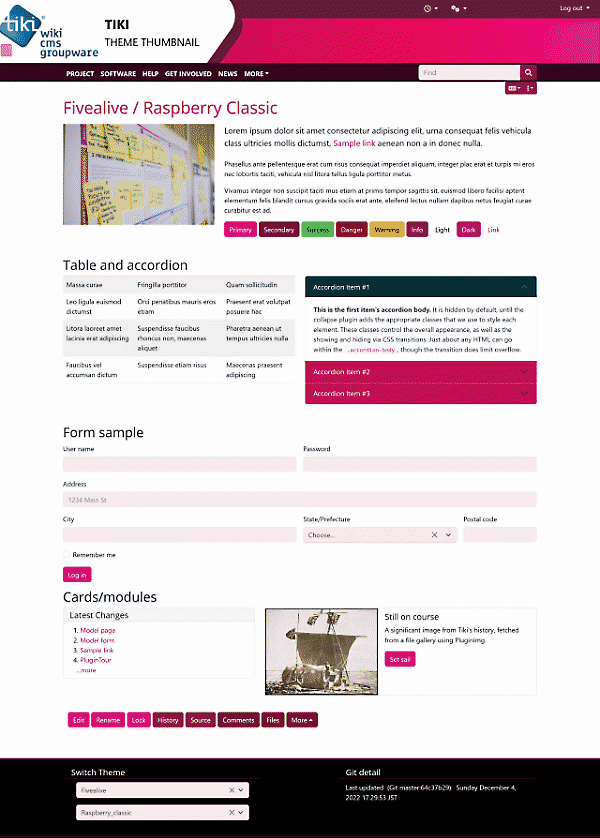 Log out
tiki
wiki
cms
groupware
TIKI
THEME THUMBNAIL
PROJECT SOFTWARE HELP GET INVOLVED NEWS MORE
Find
Fivealive / Raspberry Classic
Lorem ipsum dolor sit amet consectetur adipiscing elit, urna consequat felis vehicula
class ultricies mollis dictumst, Sample link aenean non a in donec nulla.
Phasellus ante pellentesque erat cum risus consequat imperdiet aliquam, integer plac erat et turpis mi eros
nec lobortis taciti, vehicula nisl litora tellus ligula porttitor metus.
Vivamus integer non suscipit taciti mus etiam at primis tempor sagittis sit, euismod libero facilisi aptent
elementum felis blandit cursus gravida sociis erat ante, eleifend lectus nullam dapibus netus feugiat curae
curabitur est ad.
Primary Secondary Success Danger Warning Info Light Dark Link
Table and accordion
Massa curae Fringilla porttitor Quam sollicitudin
Leo ligula euismod
dictumst
Orci penatibus mauris eros
etiam
Praesent erat volutpat
posuere hac
Litora laoreet amet
lacinia erat adipiscing
Suspendisse faucibus
rhoncus non, maecenas
aliquet
Pharetra aenean ut
tempus ultricies nulla
Faucibus vel
accumsan dictum
Suspendisse etiam risus
Maecenas praesent
adipiscing
Accordion Item #1
This is the first item's accordion body. It is hidden by default, until the
collapse plugin adds the appropriate classes that we use to style each
element. These classes control the overall appearance, as well as the
showing and hiding via CSS transitions. Just about any HTML can go
within the .accordion-body , though the transition does limit overflow.
Accordion Item #2
Accordion Item #3
Form sample
User name
Password
Address
1234 Main St
City
State/Prefecture
Postal code
Choose...
Remember me
Log in
Cards/modules
Latest Changes
1. Model page
2. Model form
3. Sample link
4. PluginTour
...more
Still on course
A significant image from Tiki's history, fetched
from a file gallery using PluginImg.
Set sail
Edit Rename Lock History Source Comments Files More
Switch Theme
Fivealive
Raspberry_classic
Git detail
Last updated (Git master:64c37b29) Sunday December 4,
2022 17:29:53 JST